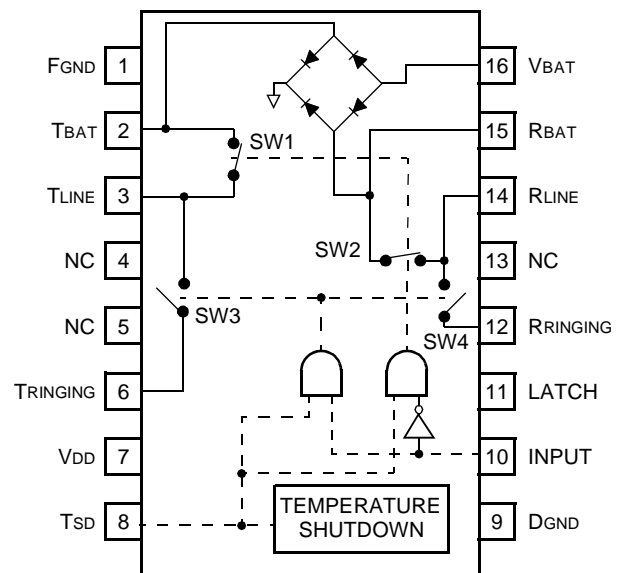 FGND 1
TBAT 2
TLINE 3
NC 4
NC 5
TRINGING 6
VDD 7
TSD 8
16 VBAT
15 RBAT
14 RLINE
13 NC
12 RRINGING
11 LATCH
10 INPUT
9 DGND
SW1
SW2
SW3
SW4
TEMPERATURE
SHUTDOWN